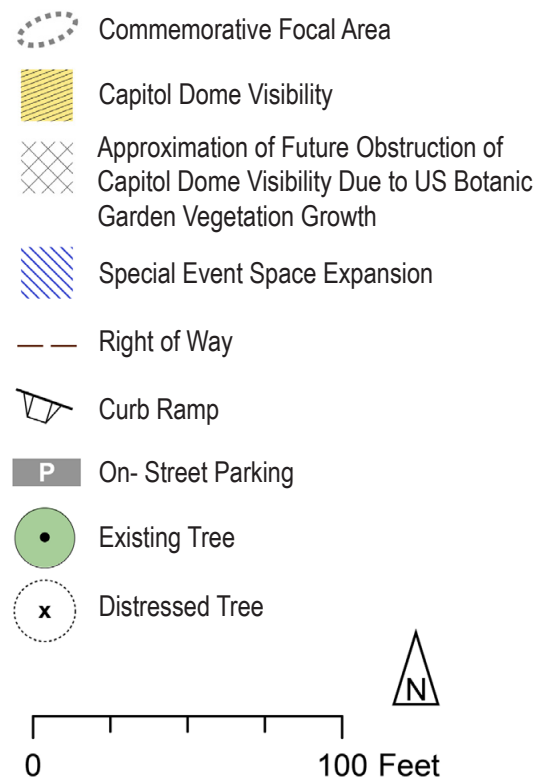 Commemorative Focal Area
Capitol Dome Visibility
Approximation of Future Obstruction of
Capitol Dome Visibility Due to US Botanic
Garden Vegetation Growth
Special Event Space Expansion
Right of Way
Curb Ramp
P On- Street Parking
Existing Tree
x Distressed Tree
N
0 100 Feet